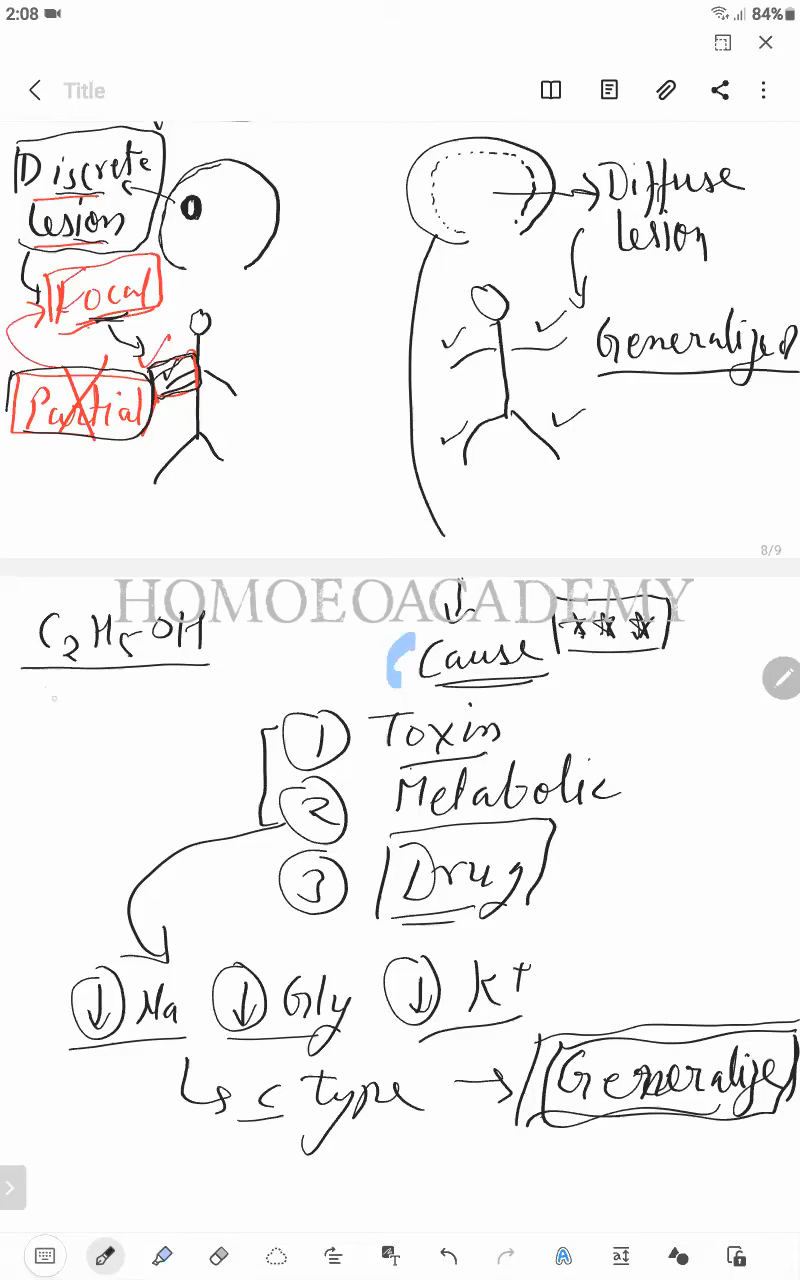 2:08
84%
Title
Discrete
lesion
Focal
Partial
Diffuse
lesion
Generalized
8/9
HOMOEOACADEMY
C2H5OH
Cause ***
1 Toxin
2 Metabolic
3 Drug
↓ Na ↓ Gly ↓ K+
↳ c type → Generalized